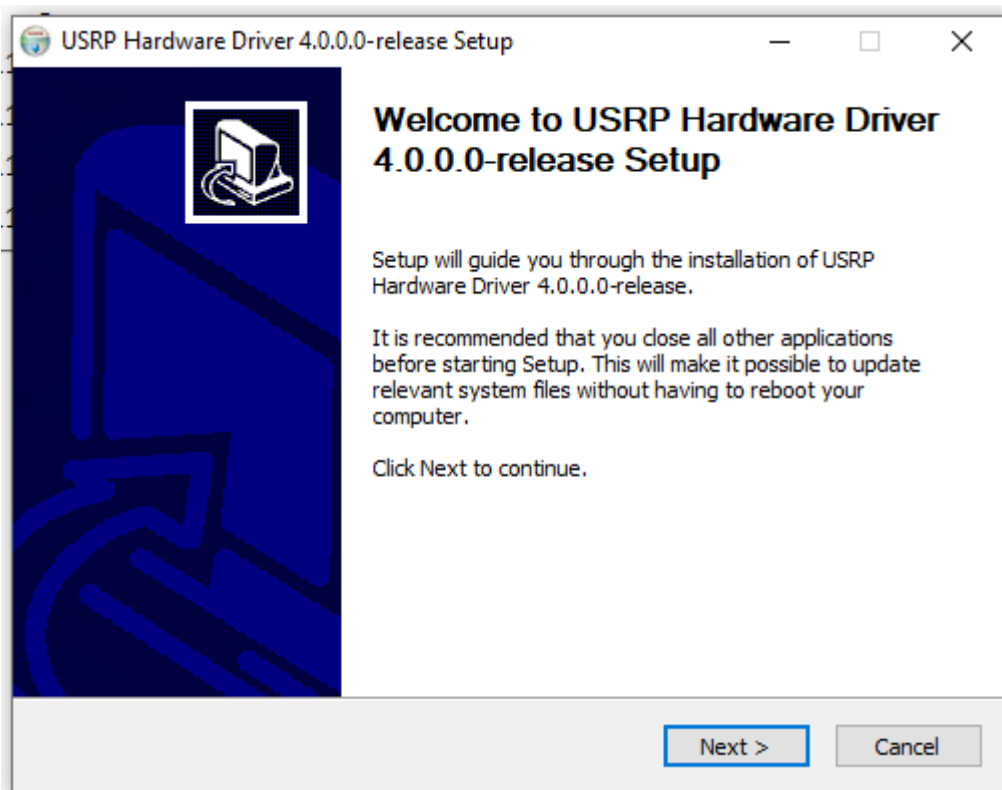 USRP Hardware Driver 4.0.0.0-release Setup
Welcome to USRP Hardware Driver
4.0.0.0-release Setup
Setup will guide you through the installation of USRP
Hardware Driver 4.0.0.0-release.
It is recommended that you close all other applications
before starting Setup. This will make it possible to update
relevant system files without having to reboot your
computer.
Click Next to continue.
Next >
Cancel